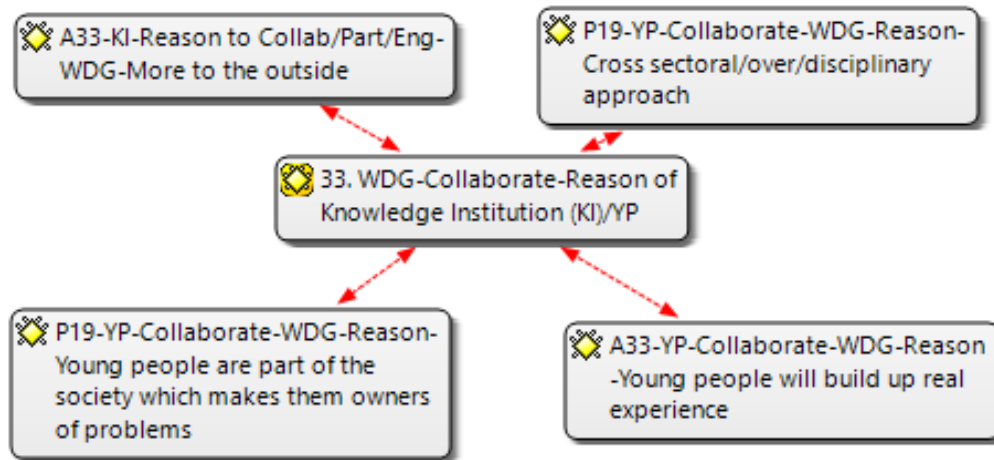 A33-KI-Reason to Collab/Part/Eng-
WDG-More to the outside
P19-YP-Collaborate-WDG-Reason-
Cross sectoral/over/disciplinary
approach
33. WDG-Collaborate-Reason of
Knowledge Institution (KI)/YP
P19-YP-Collaborate-WDG-Reason-
Young people are part of the
society which makes them owners
of problems
A33-YP-Collaborate-WDG-Reason
-Young people will build up real
experience